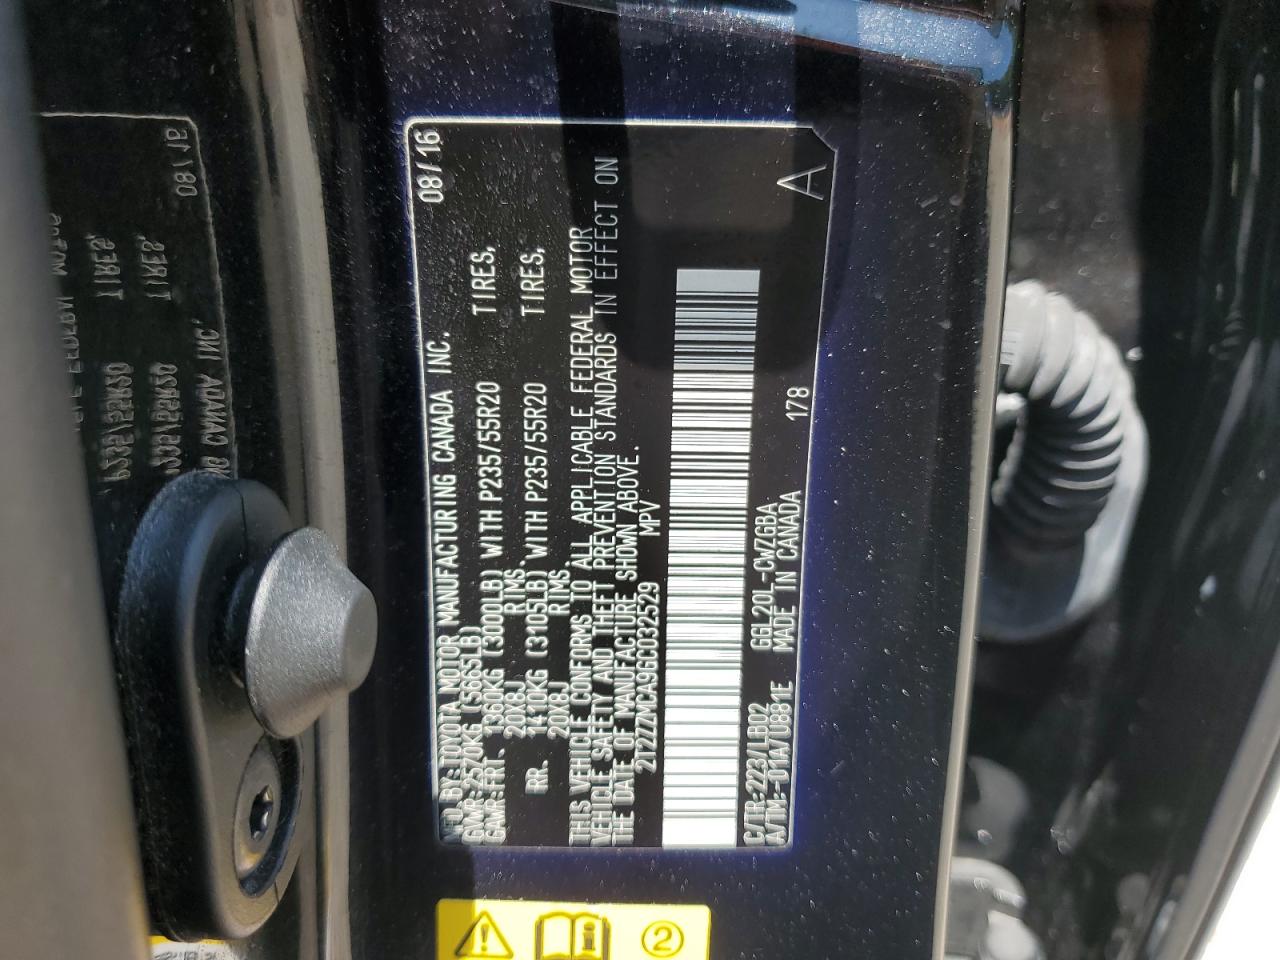 D BY:TOYOTA MOTOR MANUFACTURING CANADA INC. 08/16
GVWR:2570KG (5665LB)
GAWR:FRT. 1360KG (3000LB) WITH P235/55R20 TIRES,
20X8J RIMS,
RR. 1410KG (3105LB) WITH P235/55R20 TIRES,
20X8J RIMS.
THIS VEHICLE CONFORMS TO ALL APPLICABLE FEDERAL MOTOR
VEHICLE SAFETY AND THEFT PREVENTION STANDARDS IN EFFECT ON
THE DATE OF MANUFACTURE SHOWN ABOVE.
2T2ZZMCA9GC032529 MPV
A
C/TR:223/LB02 GGL20L-CWZGBA
A/TM:-01A/U881E MADE IN CANADA 178
2